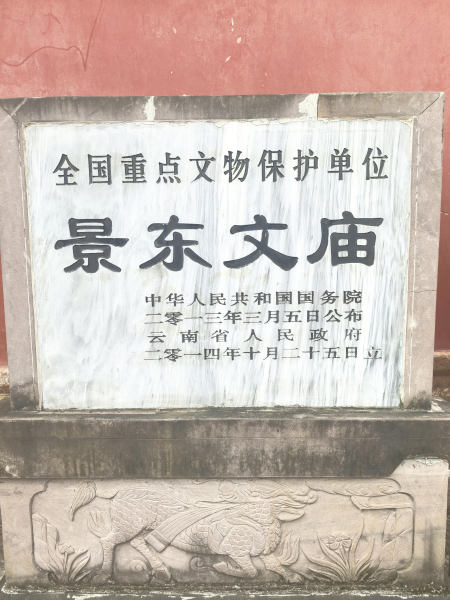 全国重点文物保护单位
景东文庙
中华人民共和国国务院
二零一三年三月五日公布
云南省人民政府
二零一四年十月二十五日立